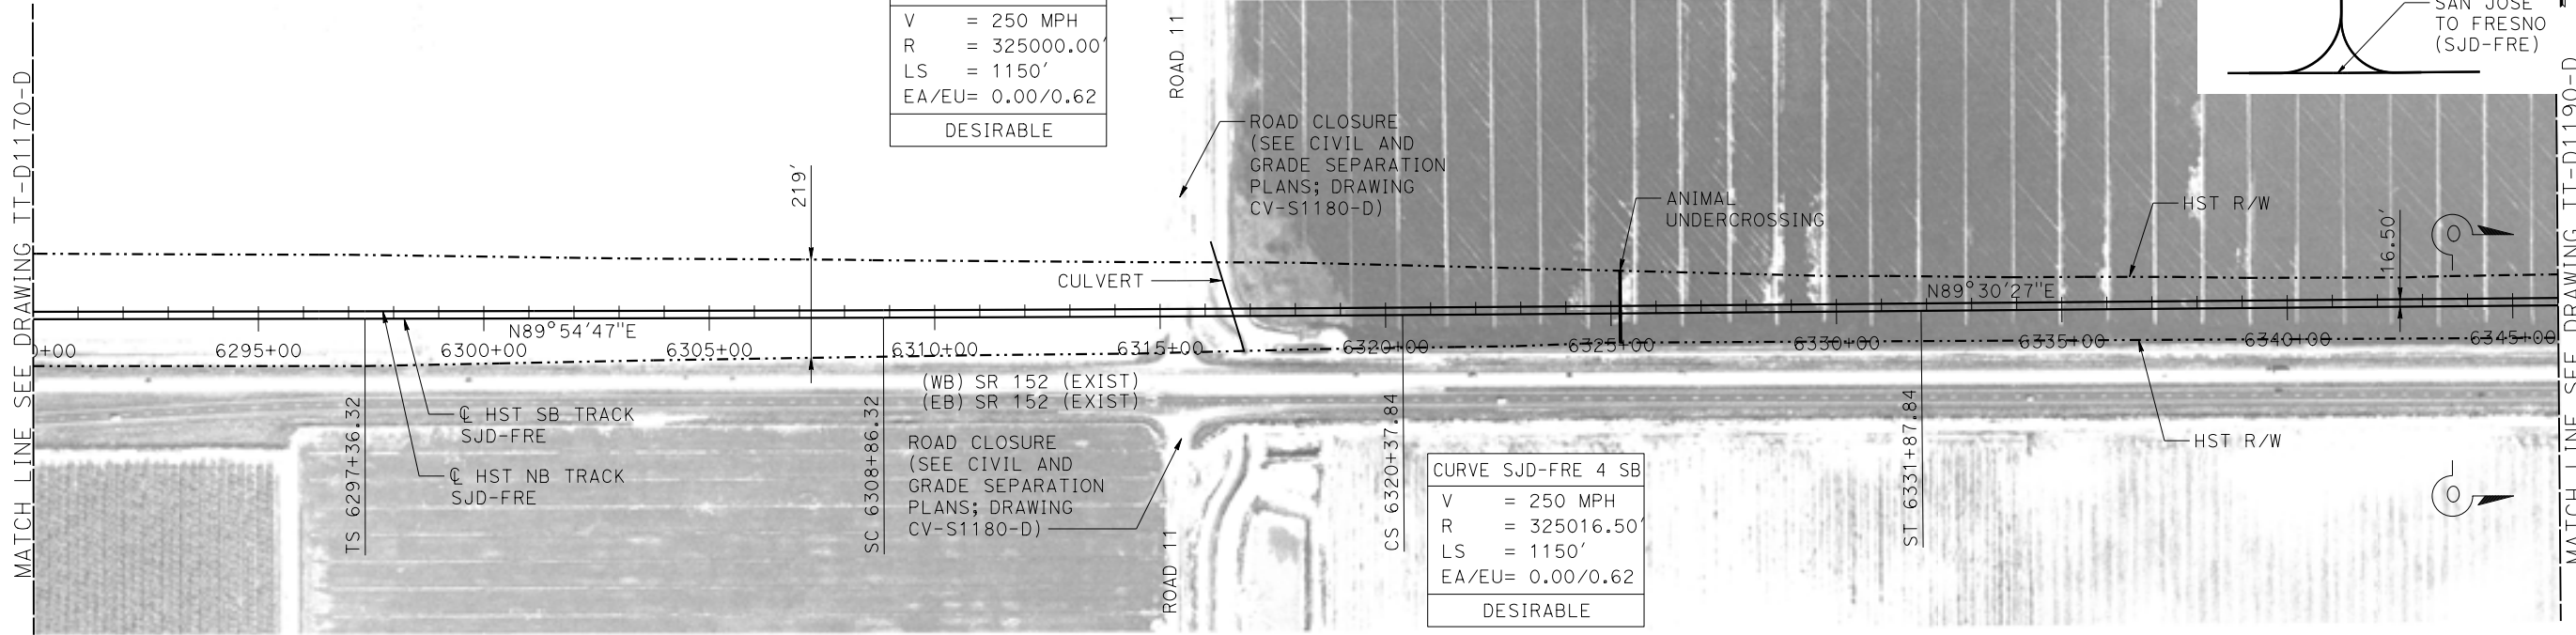 MATCH LINE SEE DRAWING TT-D1170-D
V = 250 MPH
R = 325000.00'
LS = 1150'
EA/EU= 0.00/0.62
DESIRABLE
ROAD 11
SAN JOSE
TO FRESNO
(SJD-FRE)
ROAD CLOSURE
(SEE CIVIL AND
GRADE SEPARATION
PLANS; DRAWING
CV-S1180-D)
219'
ANIMAL
UNDERCROSSING
HST R/W
16.50'
CULVERT
N89°30'27"E
N89°54'47"E
0+00
6295+00
6300+00
6305+00
6310+00
6315+00
6320+00
6325+00
6330+00
6335+00
6340+00
6345+00
(WB) SR 152 (EXIST)
(EB) SR 152 (EXIST)
TS 6297+36.32
℄ HST SB TRACK
SJD-FRE
℄ HST NB TRACK
SJD-FRE
SC 6308+86.32
ROAD CLOSURE
(SEE CIVIL AND
GRADE SEPARATION
PLANS; DRAWING
CV-S1180-D)
ROAD 11
CS 6320+37.84
CURVE SJD-FRE 4 SB
V = 250 MPH
R = 325016.50'
LS = 1150'
EA/EU= 0.00/0.62
DESIRABLE
ST 6331+87.84
HST R/W
MATCH LINE SEE DRAWING TT-D1190-D